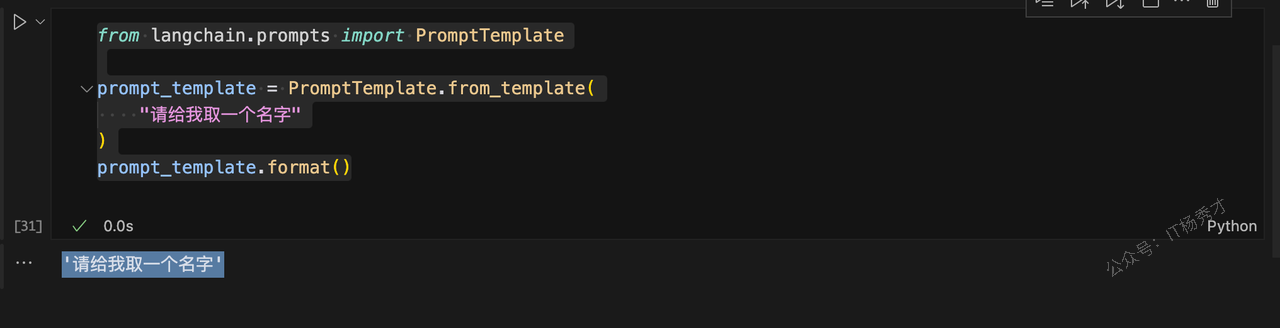 from langchain.prompts import PromptTemplate
prompt_template = PromptTemplate.from_template(
"请给我取一个名字"
)
prompt_template.format()
[31]
0.0s
Python
'请给我取一个名字'
公众号：IT杨秀才